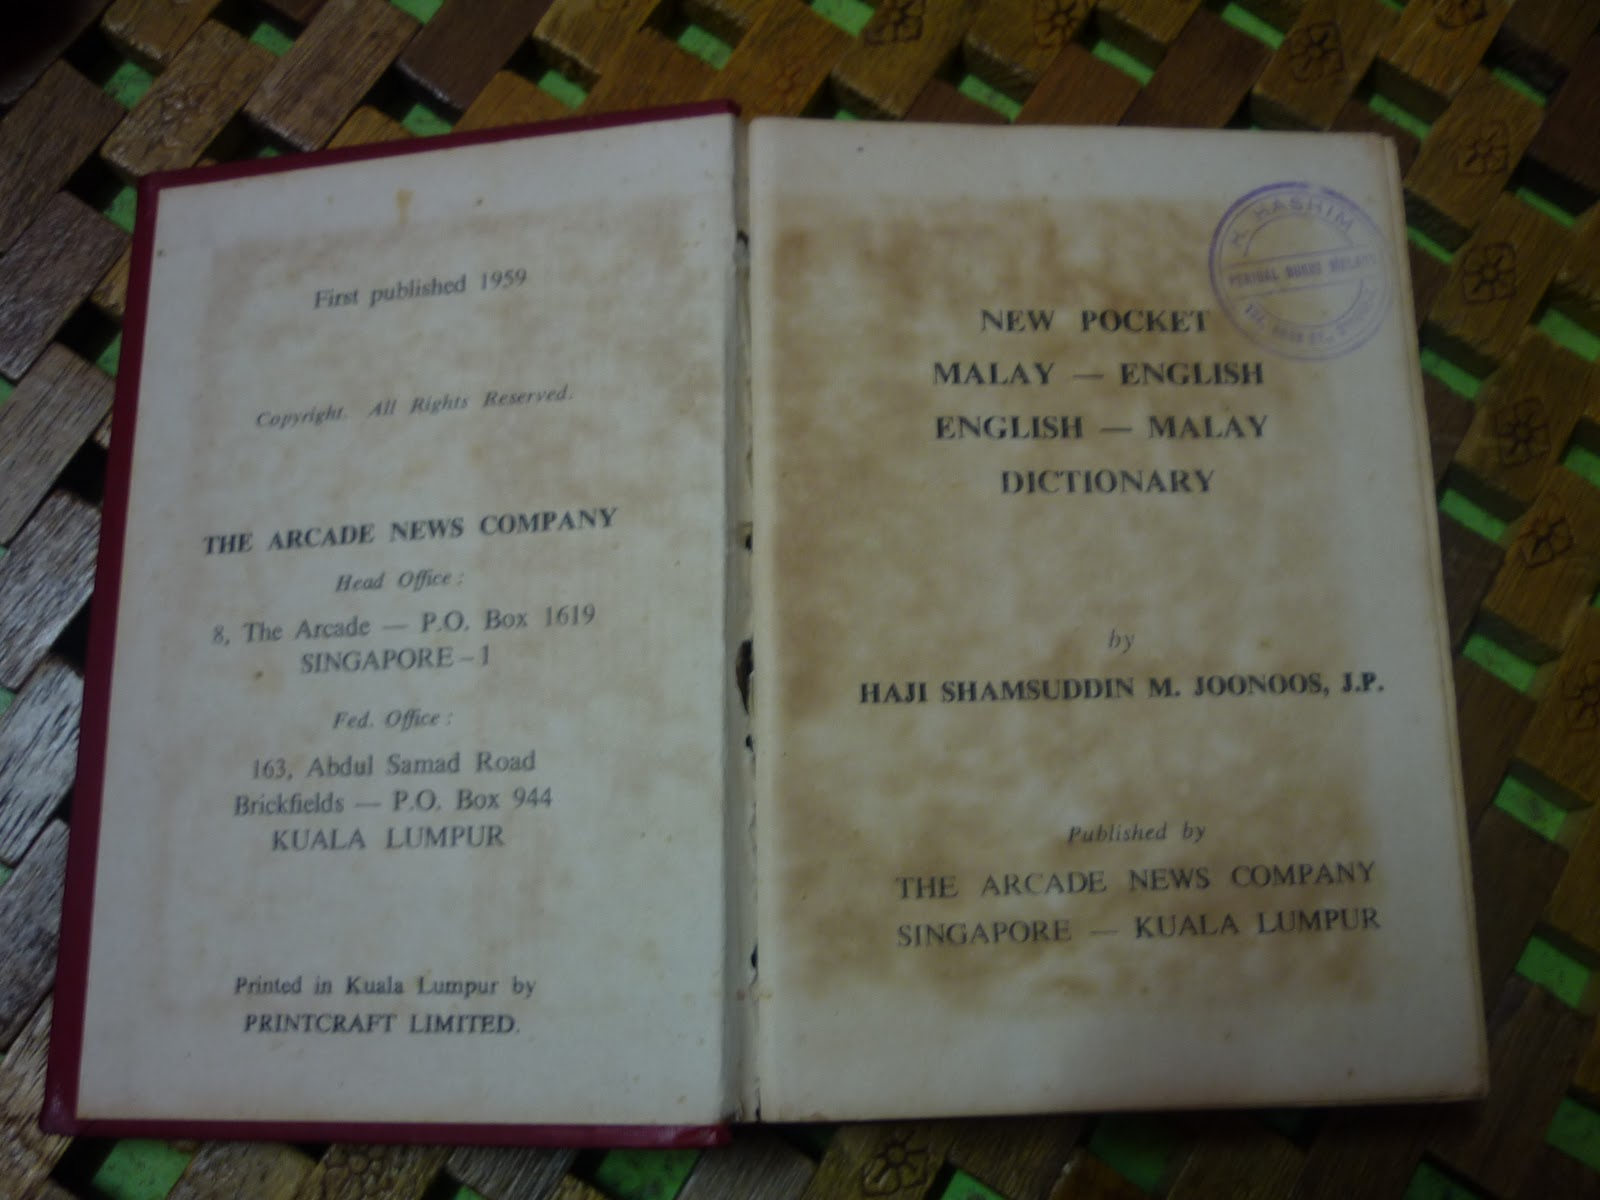 First published 1959
Copyright. All Rights Reserved.
THE ARCADE NEWS COMPANY
Head Office :
8, The Arcade — P.O. Box 1619
SINGAPORE – 1
Fed. Office :
163, Abdul Samad Road
Brickfields — P.O. Box 944
KUALA LUMPUR
Printed in Kuala Lumpur by
PRINTCRAFT LIMITED.
HASHIM
NEW POCKET
MALAY — ENGLISH
ENGLISH — MALAY
DICTIONARY
by
HAJI SHAMSUDDIN M. JOONOOS, J.P.
Published by
THE ARCADE NEWS COMPANY
SINGAPORE — KUALA LUMPUR